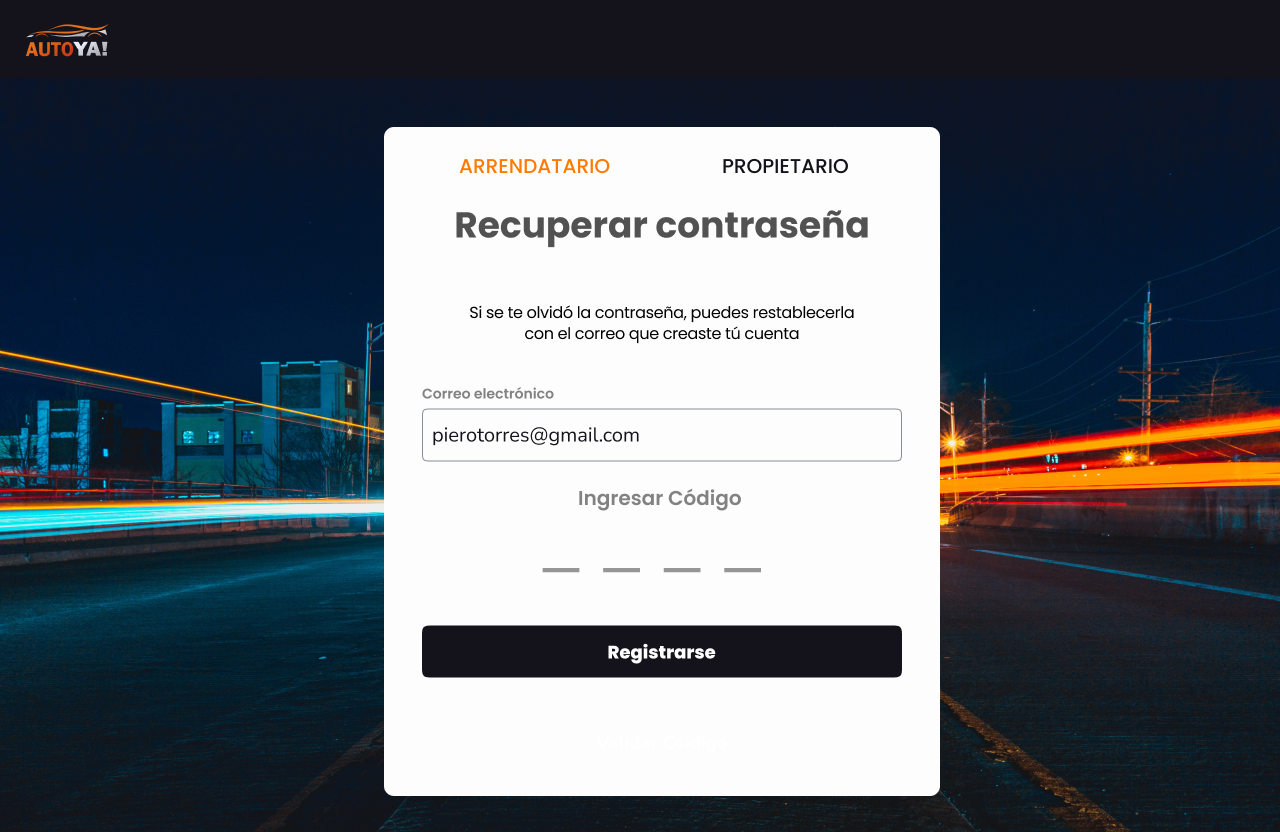 AUTOYA!
ARRENDATARIO PROPIETARIO
Recuperar contraseña
Si se te olvidó la contraseña, puedes restablecerla
con el correo que creaste tú cuenta
Correo electrónico
pierotorres@gmail.com
Ingresar Código
Registrarse